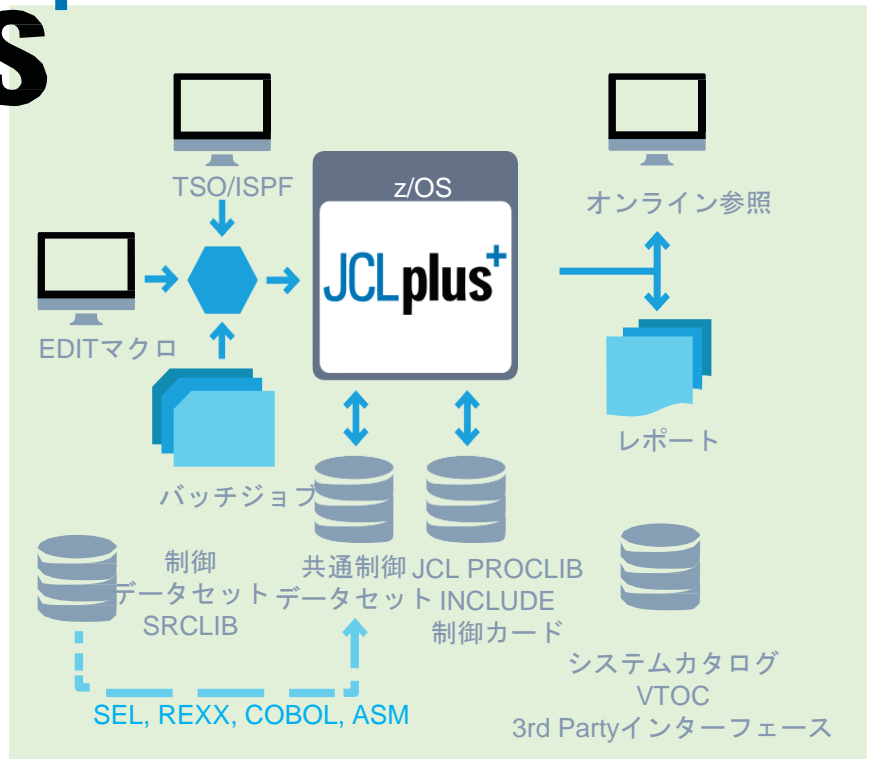 s
TSO/ISPF
z/OS
JCLplus+
オンライン参照
EDITマクロ
レポート
バッチジョブ
制御
データセット
SRCLIB
共通制御
データセット
JCL PROCLIB
INCLUDE
制御カード
システムカタログ
VTOC
3rd Partyインターフェース
SEL, REXX, COBOL, ASM